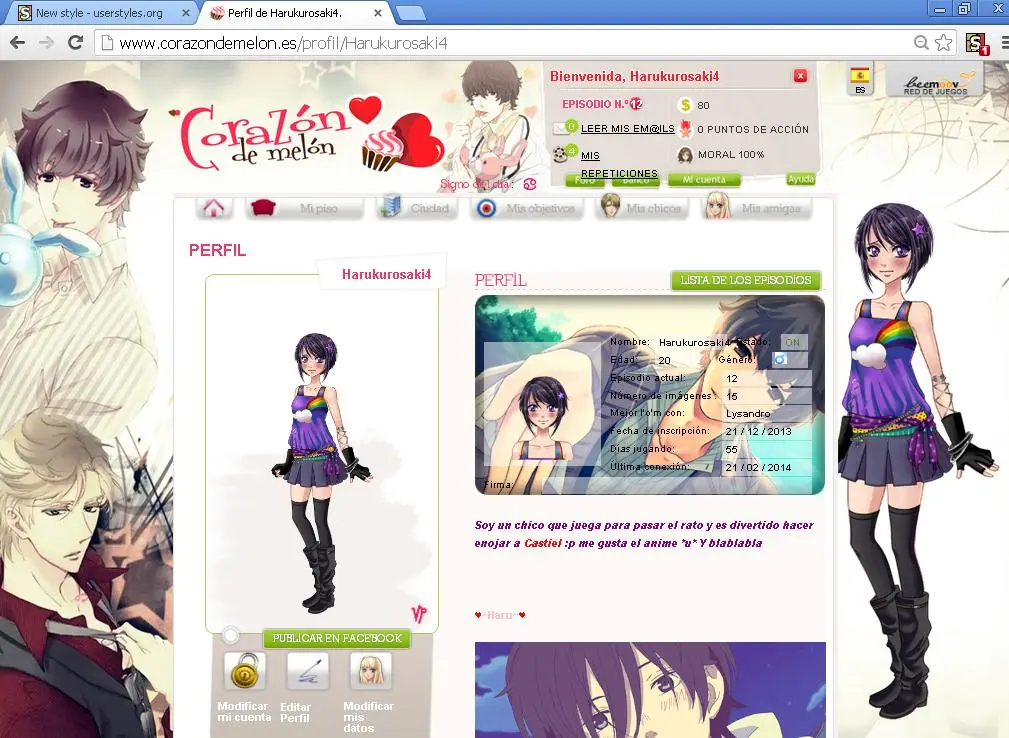 New style - userstyles.org
Perfil de Harukurosaki4.
www.corazondemelon.es/profil/Harukurosaki4
S 1
Corazón
de melón
Signo del día :
Bienvenida, Harukurosaki4
EPISODIO N.º12
$ 80
0 LEER MIS EM@ILS
0 PUNTOS DE ACCIÓN
4 MIS
REPETICIONES
MORAL 100%
Foro
Banco
Mi cuenta
Ayuda
ES
beemoov
RED DE JUEGOS
Mi piso
Ciudad
Mis objetivos
Mis chicos
Mis amigas
PERFIL
Harukurosaki4
VP
PUBLICAR EN FACEBOOK
Modificar
mi cuenta
Editar
Perfil
Modificar
mis
datos
PERFIL
LISTA DE LOS EPISODIOS
Nombre: Harukurosaki4 Estado: ON
Edad: 20 Género:
Episodio actual: 12
Número de imágenes : 15
Mejor l'o'm con: Lysandro
Fecha de inscripción: 21 / 12 / 2013
Días jugando: 55
Última conexión: 21 / 02 / 2014
Firma:
Soy un chico que juega para pasar el rato y es divertido hacer
enojar a Castiel :p me gusta el anime *u* Y blablabla
♥~Haru~♥